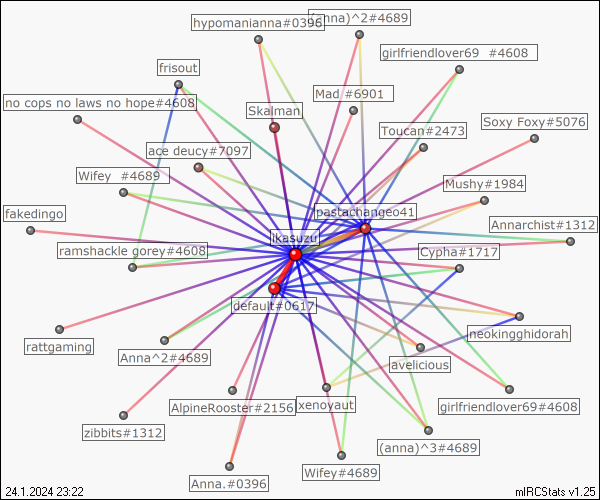 hypomanianna#0396
(anna)^2#4689
girlfriendlover69 #4608
frisout
no cops no laws no hope#4608
Mad #6901
Skalman
Toucan#2473
Soxy Foxy#5076
ace deucy#7097
Wifey #4689
Mushy#1984
fakedingo
pastachangeo41
Annarchist#1312
ikasuzu
ramshackle gorey#4608
Cypha#1717
default#0617
rattgaming
neokingghidorah
Anna^2#4689
avelicious
AlpineRooster#2156
xenoyaut
girlfriendlover69#4608
zibbits#1312
(anna)^3#4689
Wifey#4689
Anna.#0396
24.1.2024 23:22
mIRCStats v1.25